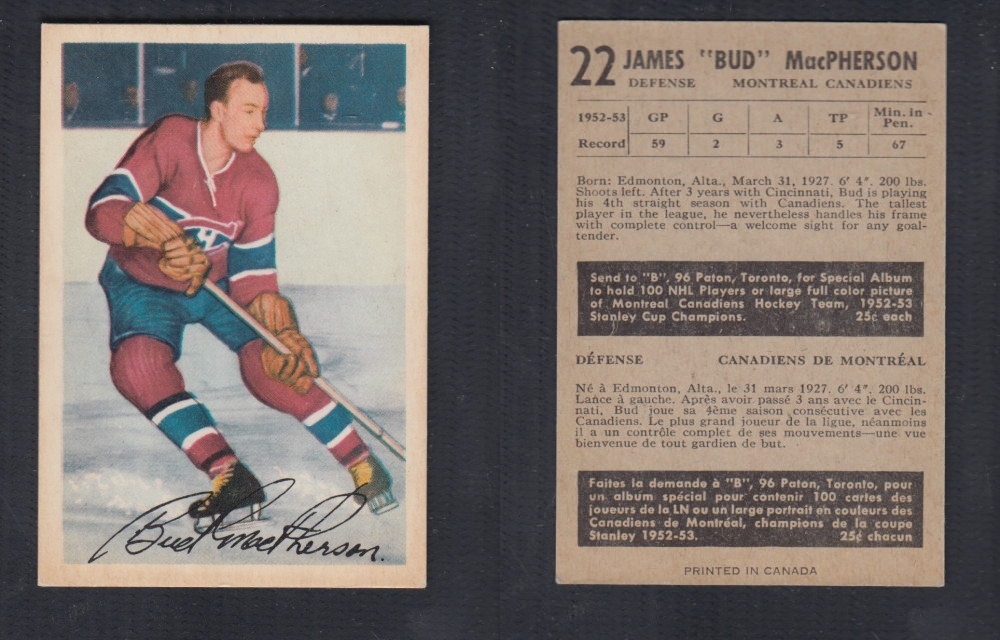 Bud MacPherson.
22 JAMES "BUD" MacPHERSON
DEFENSE MONTREAL CANADIENS
1952-53 GP G A TP Min. in Pen.
Record 59 2 3 5 67
Born: Edmonton, Alta., March 31, 1927. 6' 4". 200 lbs.
Shoots left. After 3 years with Cincinnati, Bud is playing
his 4th straight season with Canadiens. The tallest
player in the league, he nevertheless handles his frame
with complete control—a welcome sight for any goal-
tender.
Send to "B", 96 Paton, Toronto, for Special Album
to hold 100 NHL Players or large full color picture
of Montreal Canadiens Hockey Team, 1952-53
Stanley Cup Champions. 25¢ each
DÉFENSE CANADIENS DE MONTRÉAL
Né à Edmonton, Alta., le 31 mars 1927. 6' 4". 200 lbs.
Lance à gauche. Après avoir passé 3 ans avec le Cincin-
nati, Bud joue sa 4ème saison consécutive avec les
Canadiens. Le plus grand joueur de la ligue, néanmoins
il a un contrôle complet de ses mouvements—une vue
bienvenue de tout gardien de but.
Faites la demande à "B", 96 Paton, Toronto, pour
un album spécial pour contenir 100 cartes des
joueurs de la LN ou un large portrait en couleurs des
Canadiens de Montréal, champions de la coupe
Stanley 1952-53. 25¢ chacun
PRINTED IN CANADA